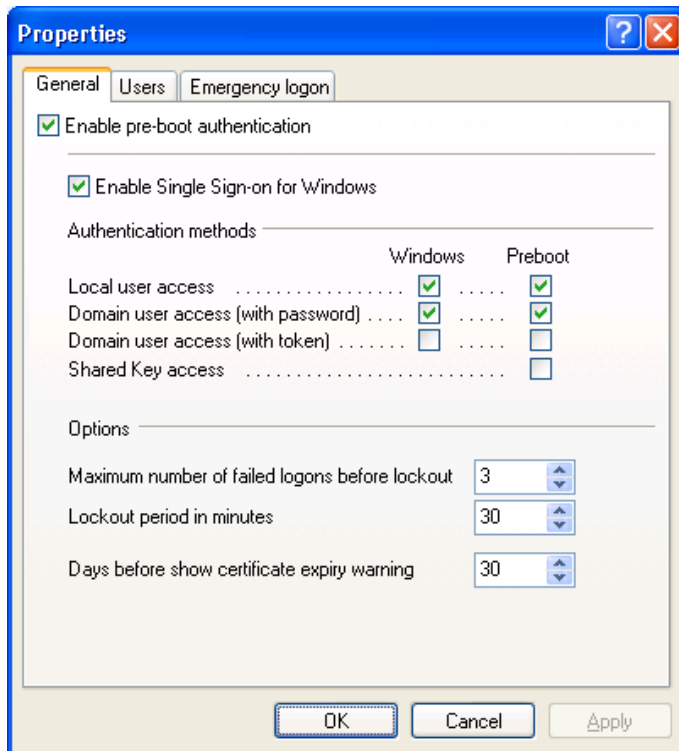 Properties
General Users Emergency logon
Enable pre-boot authentication
Enable Single Sign-on for Windows
Authentication methods
Windows Preboot
Local user access
Domain user access (with password)
Domain user access (with token)
Shared Key access
Options
Maximum number of failed logons before lockout 3
Lockout period in minutes 30
Days before show certificate expiry warning 30
OK Cancel Apply